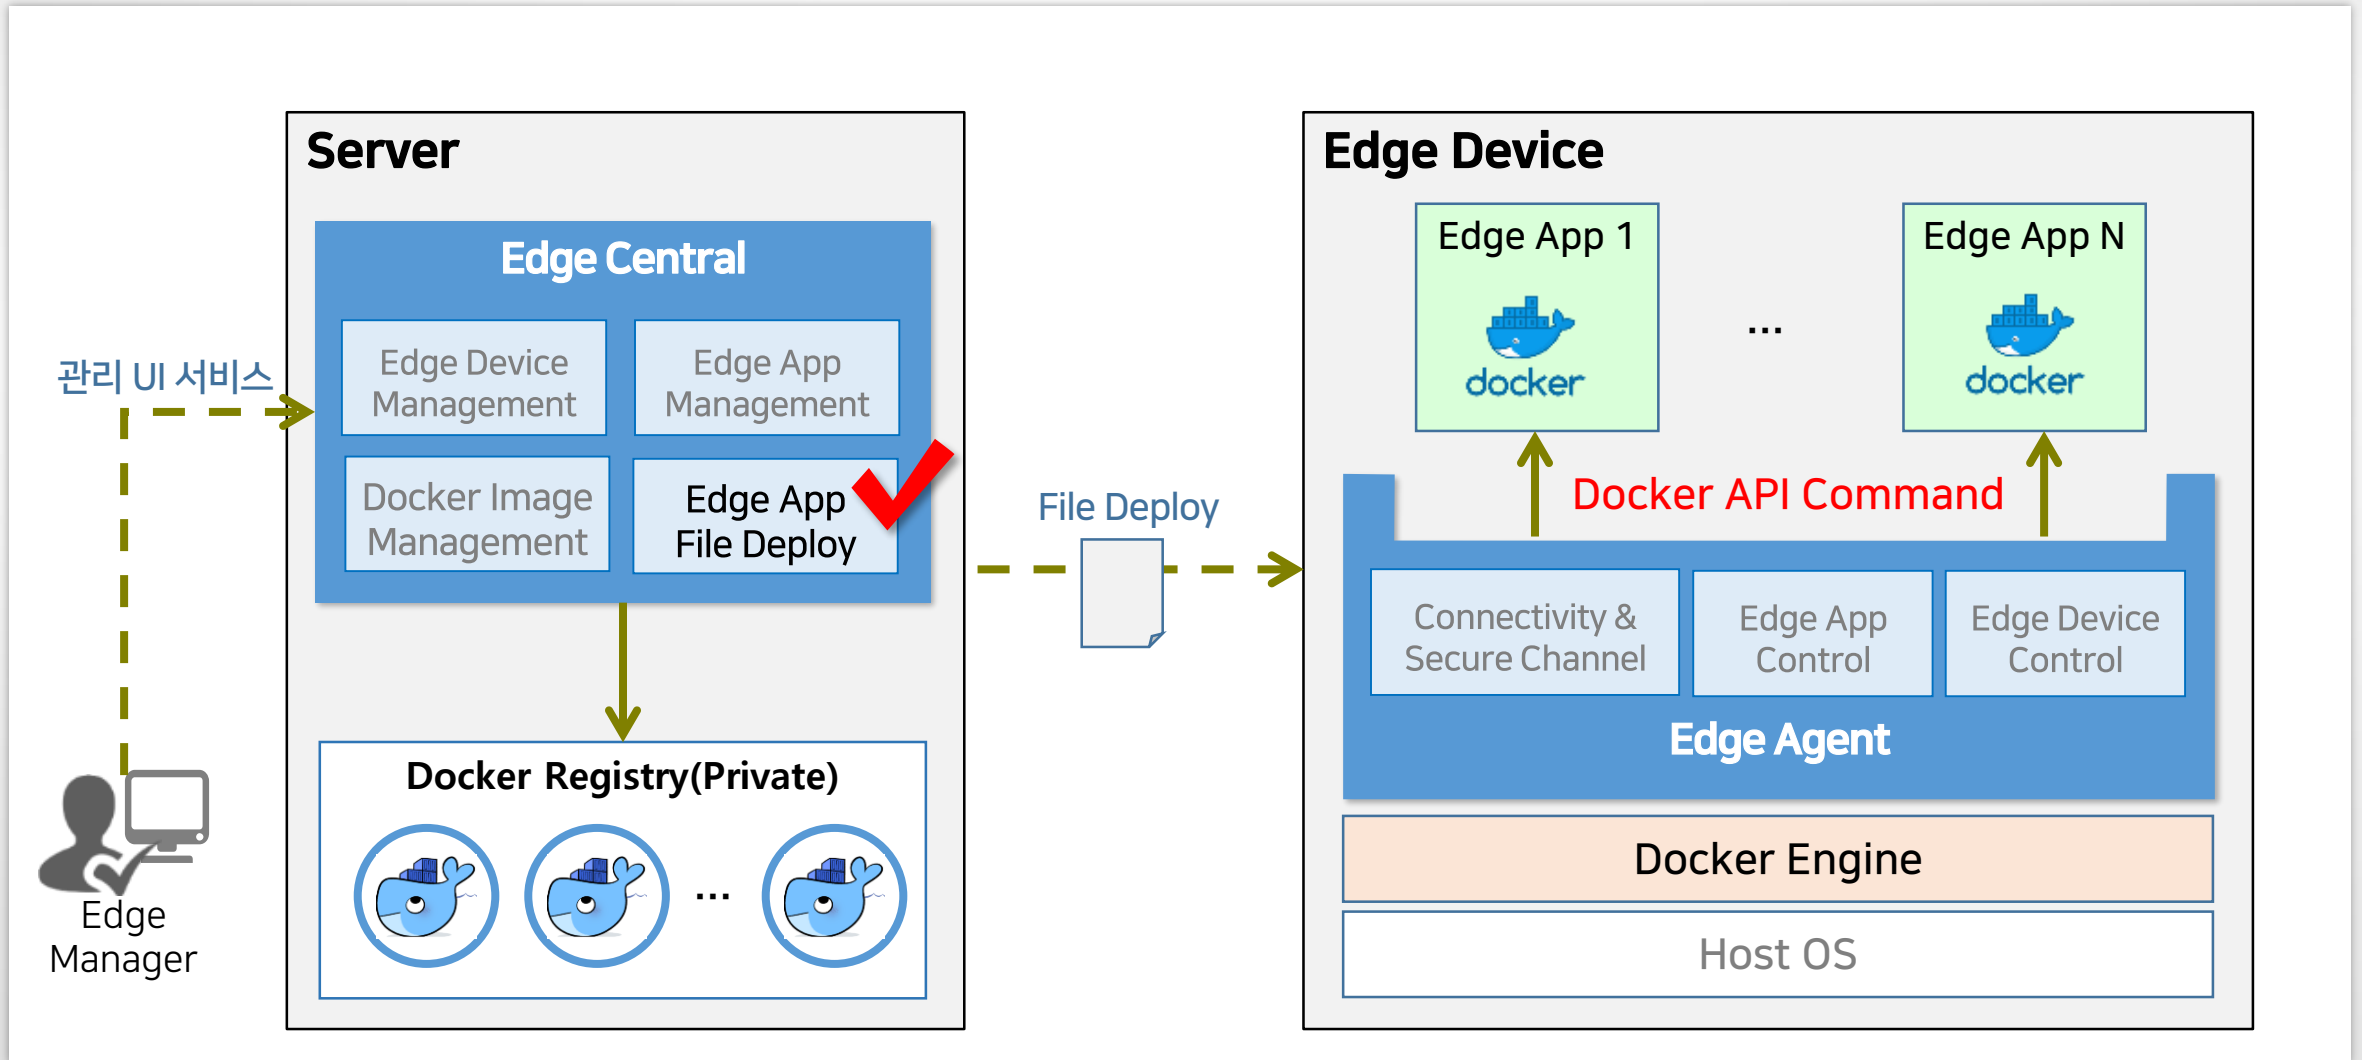 Server
Edge Central
Edge Device
Management
Edge App
Management
Docker Image
Management
Edge App
File Deploy
관리 UI 서비스
Edge
Manager
Docker Registry(Private)
...
File Deploy
Edge Device
Edge App 1
docker
...
Edge App N
docker
Docker API Command
Connectivity &
Secure Channel
Edge App
Control
Edge Device
Control
Edge Agent
Docker Engine
Host OS